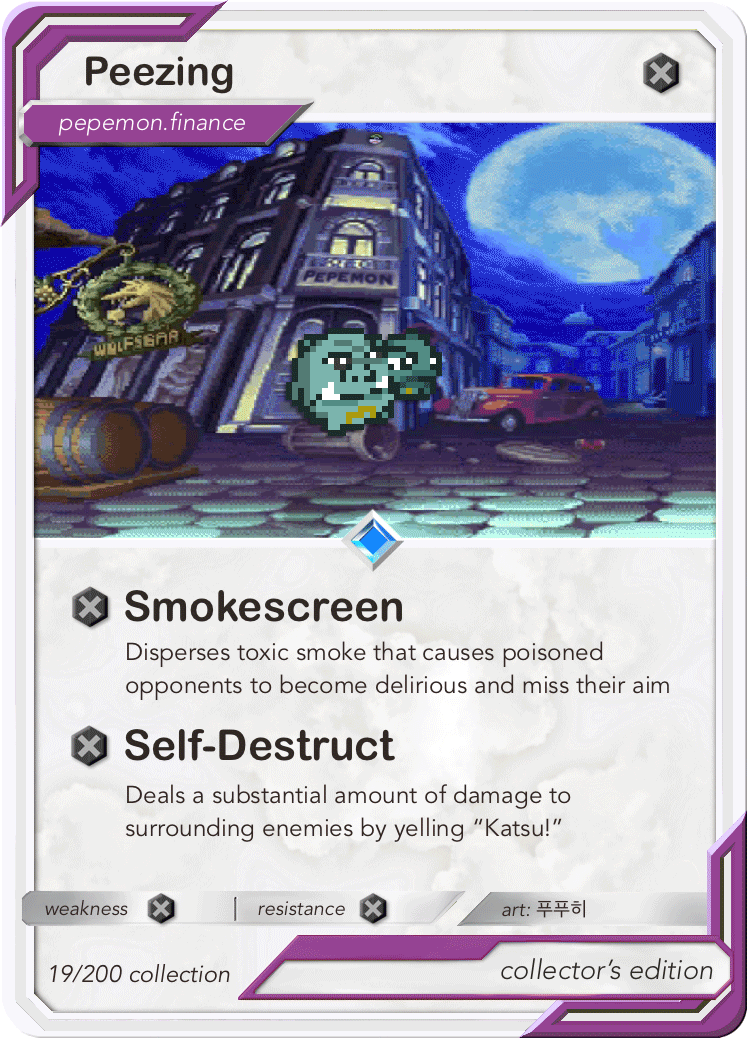 Peezing
pepemon.finance
PEPEMON
WOLFSGAR
Smokescreen
Disperses toxic smoke that causes poisoned
opponents to become delirious and miss their aim
Self-Destruct
Deals a substantial amount of damage to
surrounding enemies by yelling “Katsu!”
weakness | resistance art: 푸푸히
19/200 collection collector’s edition